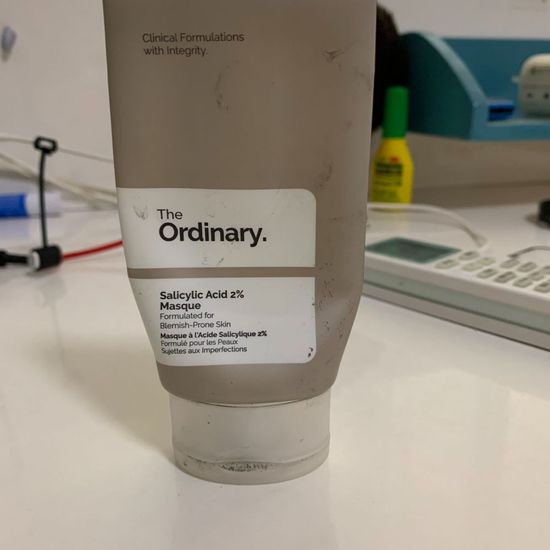 Clinical Formulations
with Integrity.
The
Ordinary.
Salicylic Acid 2%
Masque
Formulated for
Blemish-Prone Skin
Masque à l'Acide Salicylique 2%
Formulé pour les Peaux
Sujettes aux Imperfections